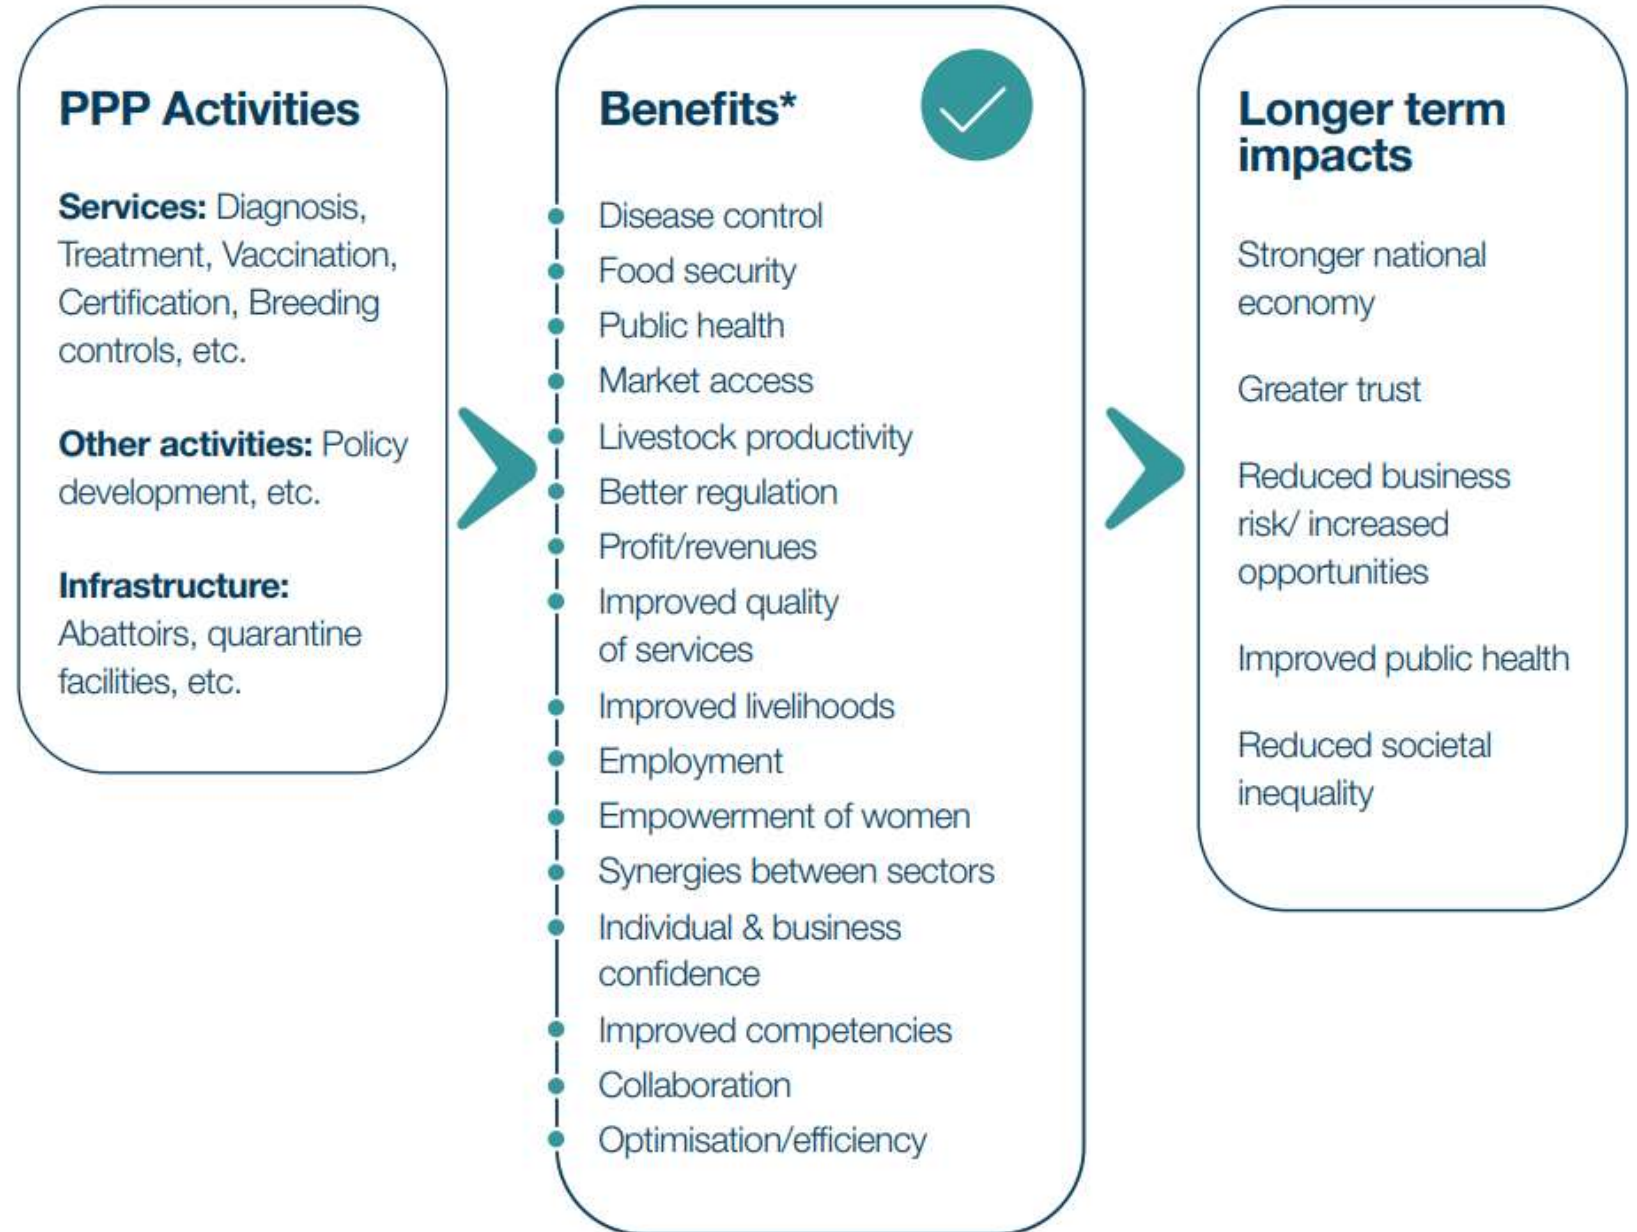 PPP Activities
Services: Diagnosis,
Treatment, Vaccination,
Certification, Breeding
controls, etc.
Other activities: Policy
development, etc.
Infrastructure:
Abattoirs, quarantine
facilities, etc.
Benefits*
Disease control
Food security
Public health
Market access
Livestock productivity
Better regulation
Profit/revenues
Improved quality
of services
Improved livelihoods
Employment
Empowerment of women
Synergies between sectors
Individual & business
confidence
Improved competencies
Collaboration
Optimisation/efficiency
Longer term
impacts
Stronger national
economy
Greater trust
Reduced business
risk/ increased
opportunities
Improved public health
Reduced societal
inequality